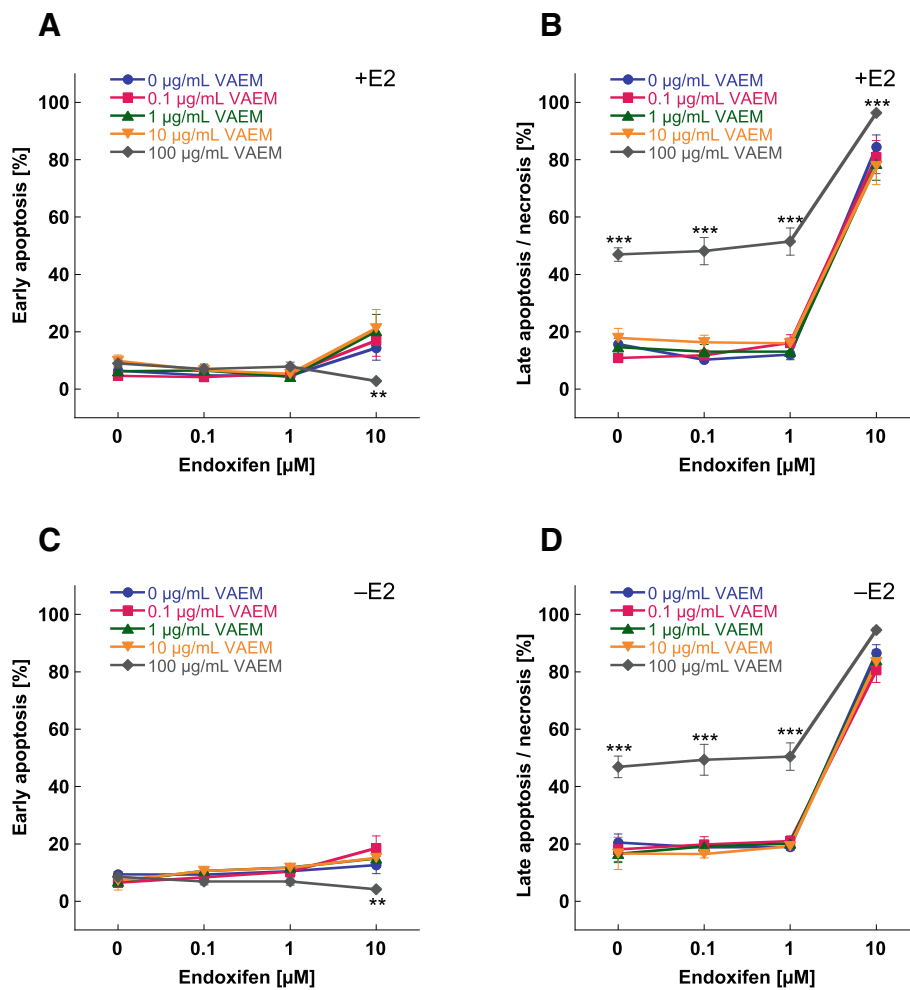 A
+E2
0 µg/mL VAEM
0.1 µg/mL VAEM
1 µg/mL VAEM
10 µg/mL VAEM
100 µg/mL VAEM
Early apoptosis [%]
100
80
60
40
20
0
**
0 0.1 1 10
Endoxifen [µM]
B
+E2
0 µg/mL VAEM
0.1 µg/mL VAEM
1 µg/mL VAEM
10 µg/mL VAEM
100 µg/mL VAEM
Late apoptosis / necrosis [%]
100
80
60
40
20
0
*** *** *** ***
0 0.1 1 10
Endoxifen [µM]
C
–E2
0 µg/mL VAEM
0.1 µg/mL VAEM
1 µg/mL VAEM
10 µg/mL VAEM
100 µg/mL VAEM
Early apoptosis [%]
100
80
60
40
20
0
**
0 0.1 1 10
Endoxifen [µM]
D
–E2
0 µg/mL VAEM
0.1 µg/mL VAEM
1 µg/mL VAEM
10 µg/mL VAEM
100 µg/mL VAEM
Late apoptosis / necrosis [%]
100
80
60
40
20
0
*** *** ***
0 0.1 1 10
Endoxifen [µM]